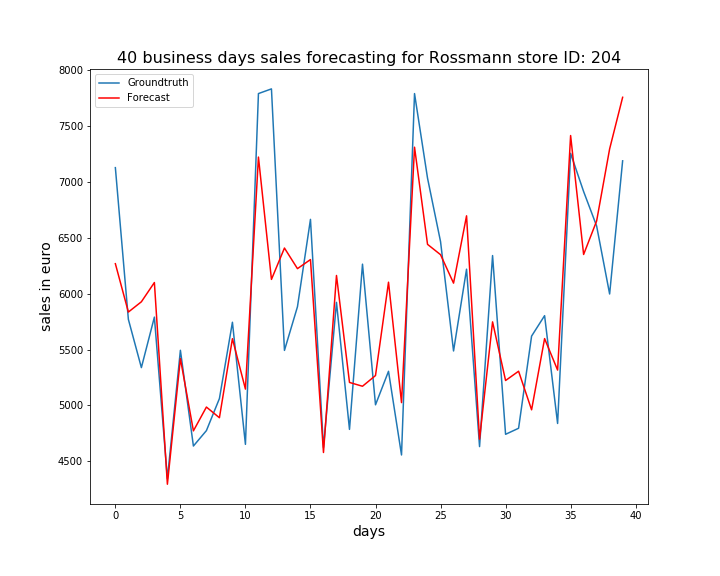 40 business days sales forecasting for Rossmann store ID: 204
Groundtruth
Forecast
sales in euro
8000
7500
7000
6500
6000
5500
5000
4500
0 5 10 15 20 25 30 35 40
days